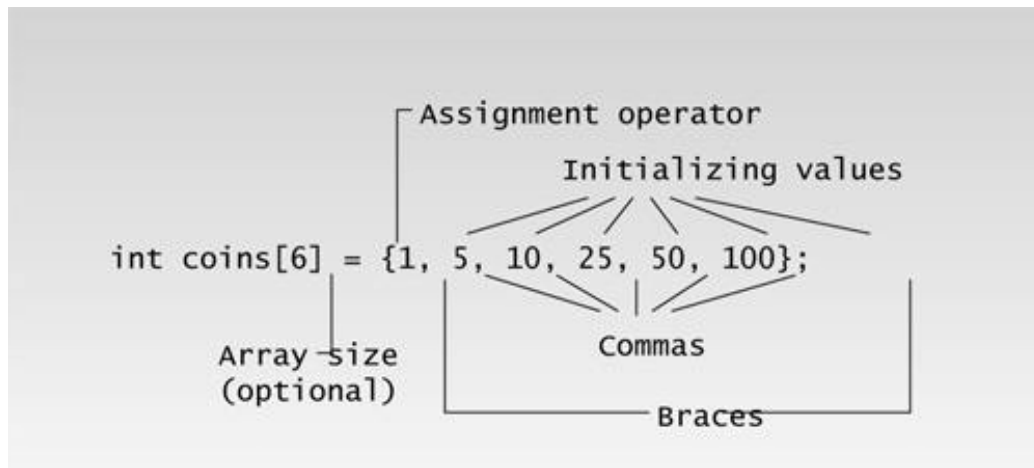 Assignment operator
Initializing values
int coins[6] = {1, 5, 10, 25, 50, 100};
Array size
(optional)
Commas
Braces